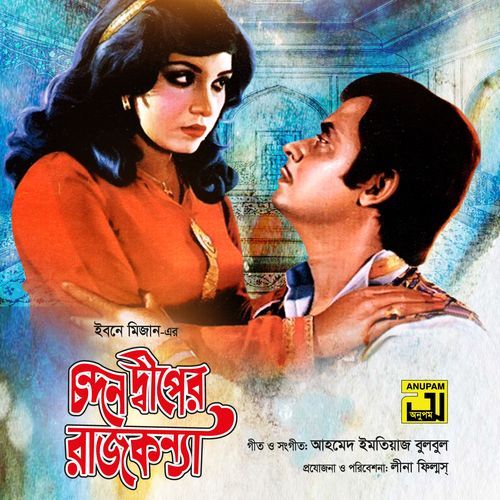 ইবনে মিজান-এর
চন্দন দ্বীপের
রাজকন্যা
ANUPAM
অনুপম
গীত ও সংগীত: আহমেদ ইমতিয়াজ বুলবুল
প্রযোজনা ও পরিবেশনা: লীনা ফিল্মস্